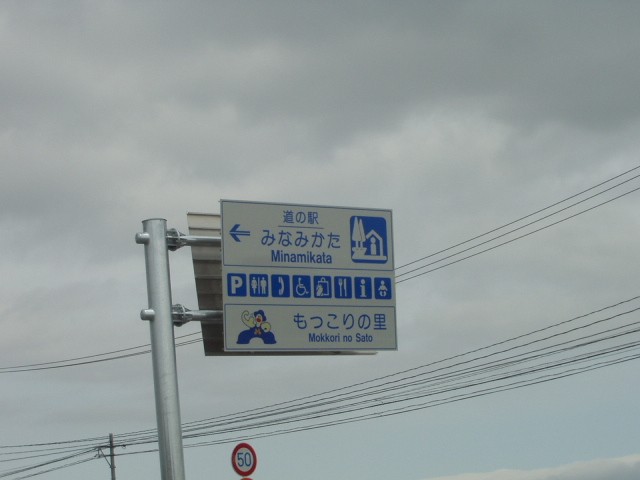 道の駅
みなみかた
Minamikata
P
もっこりの里
Mokkori no Sato
50